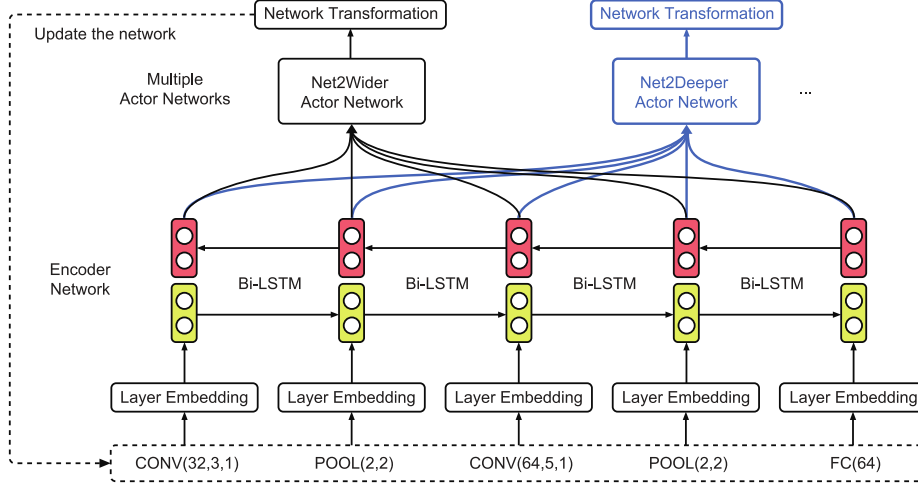 Network Transformation
Network Transformation
Update the network
Multiple
Actor Networks
Net2Wider
Actor Network
Net2Deeper
Actor Network
...
Encoder
Network
Bi-LSTM
Bi-LSTM
Bi-LSTM
Bi-LSTM
Layer Embedding
Layer Embedding
Layer Embedding
Layer Embedding
Layer Embedding
CONV(32,3,1)
POOL(2,2)
CONV(64,5,1)
POOL(2,2)
FC(64)